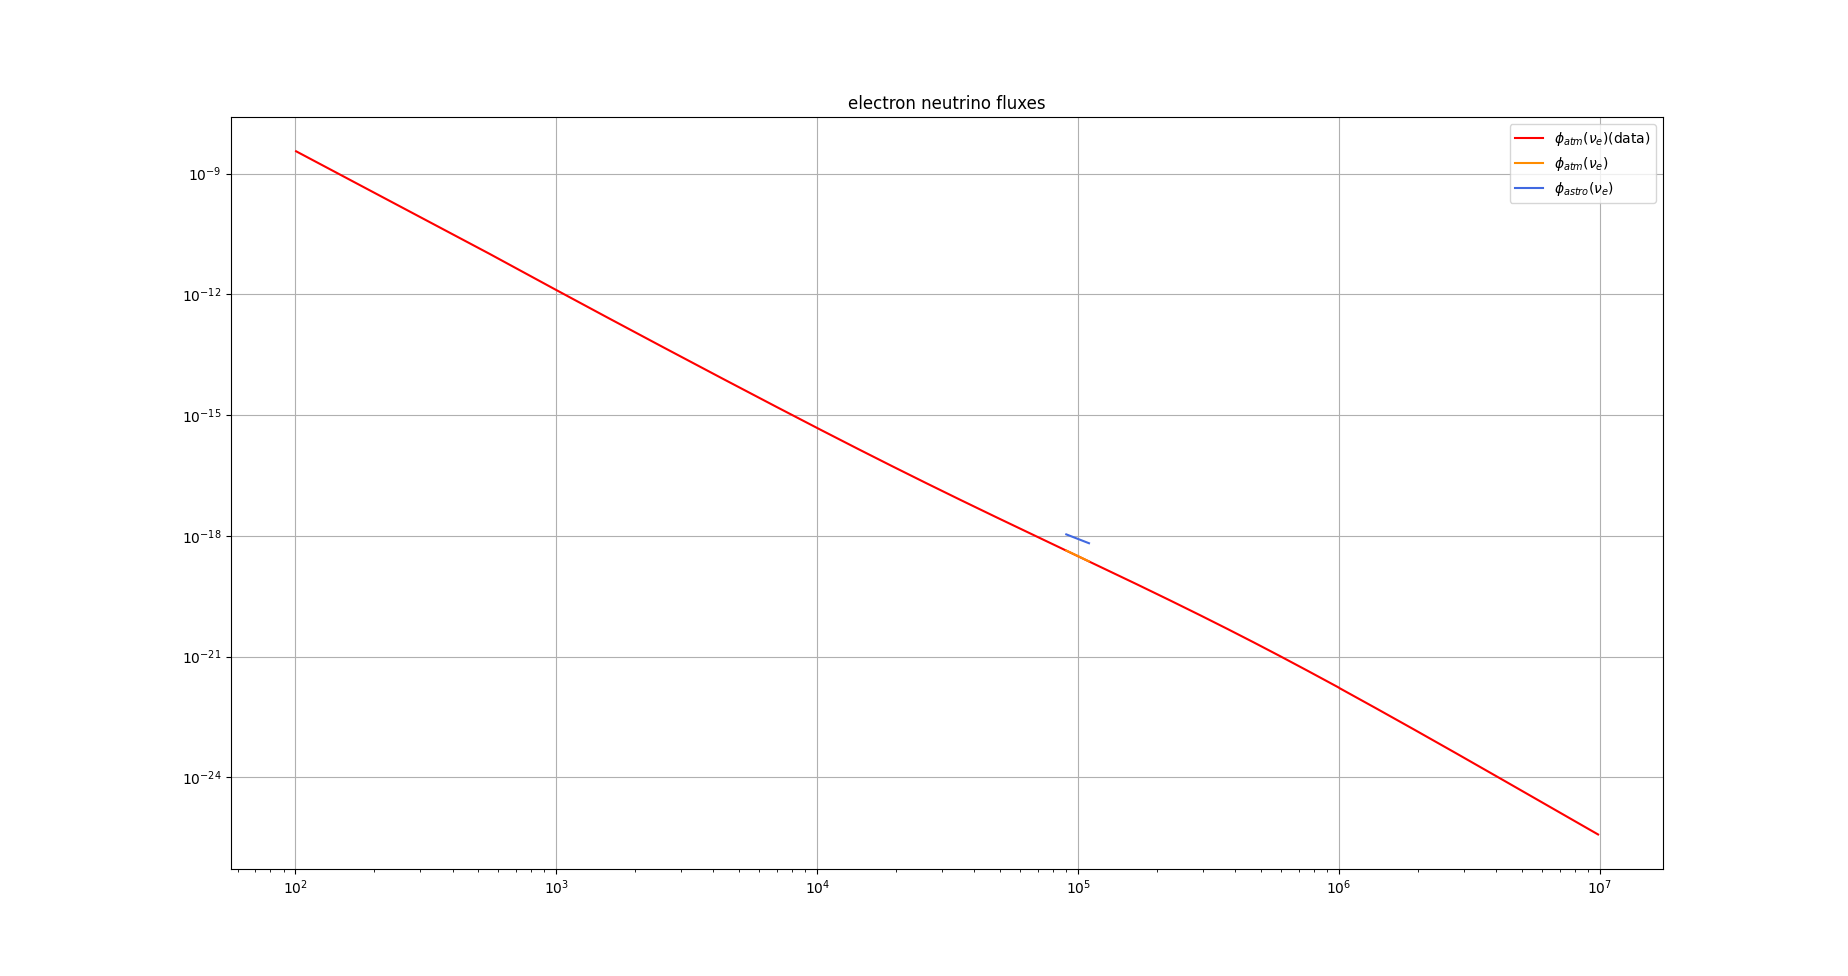 electron neutrino fluxes
ϕ_atm(ν_e)(data)
ϕ_atm(ν_e)
ϕ_astro(ν_e)
10^−9
10^−12
10^−15
10^−18
10^−21
10^−24
10^2 10^3 10^4 10^5 10^6 10^7